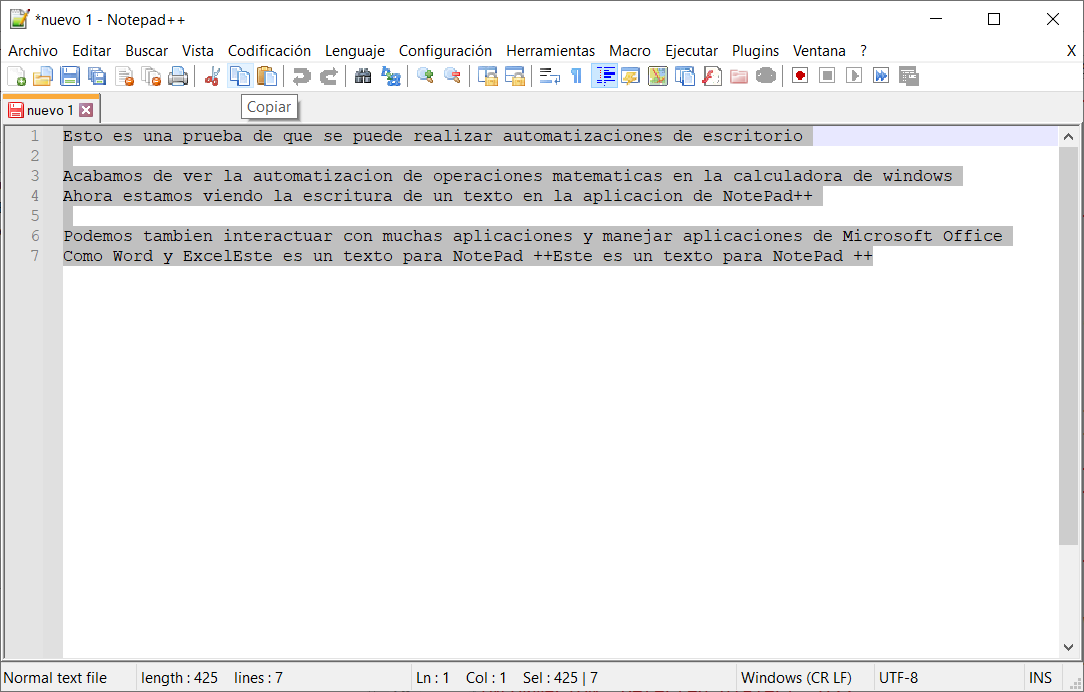 *nuevo 1 - Notepad++
Archivo Editar Buscar Vista Codificación Lenguaje Configuración Herramientas Macro Ejecutar Plugins Ventana ? X
Copiar
nuevo 1
1 Esto es una prueba de que se puede realizar automatizaciones de escritorio
2
3 Acabamos de ver la automatizacion de operaciones matematicas en la calculadora de windows
4 Ahora estamos viendo la escritura de un texto en la aplicacion de NotePad++
5
6 Podemos tambien interactuar con muchas aplicaciones y manejar aplicaciones de Microsoft Office
7 Como Word y ExcelEste es un texto para NotePad ++Este es un texto para NotePad ++
Normal text file length : 425 lines : 7 Ln : 1 Col : 1 Sel : 425 | 7 Windows (CR LF) UTF-8 INS